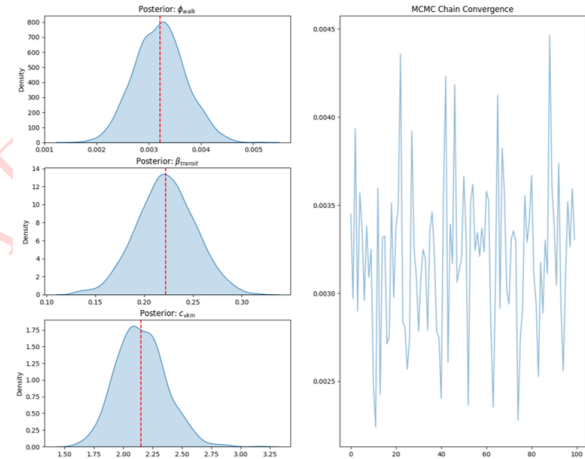 Posterior: ϕwalk
800
700
600
500
400
300
200
100
0
Density
0.001 0.002 0.003 0.004 0.005
Posterior: βtransit
14
12
10
8
6
4
2
0
Density
0.10 0.15 0.20 0.25 0.30
Posterior: cvkm
1.75
1.50
1.25
1.00
0.75
0.50
0.25
0.00
Density
1.50 1.75 2.00 2.25 2.50 2.75 3.00 3.25
MCMC Chain Convergence
0.0045
0.0040
0.0035
0.0030
0.0025
0 20 40 60 80 100